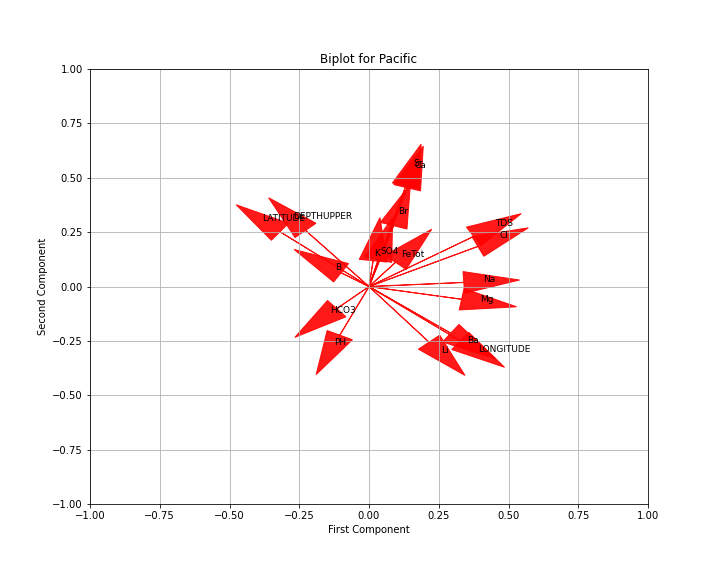 Biplot for Pacific
1.00
0.75
0.50
0.25
0.00
−0.25
−0.50
−0.75
−1.00
Second Component
−1.00
−0.75
−0.50
−0.25
0.00
0.25
0.50
0.75
1.00
First Component
Br
TDS
LATITUDE
DEPTHUPPER
Cl
K
SO4
FeTot
B
Na
Mg
HCO3
PH
Ba
Li
LONGITUDE